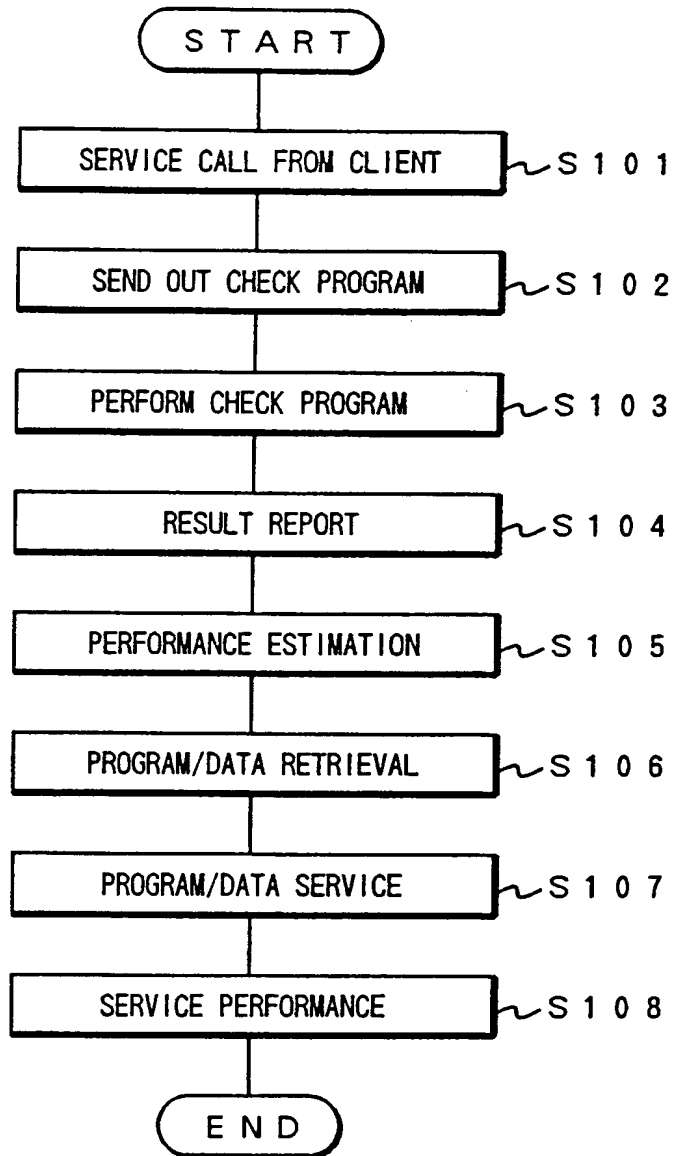 START
SERVICE CALL FROM CLIENT S101
SEND OUT CHECK PROGRAM S102
PERFORM CHECK PROGRAM S103
RESULT REPORT S104
PERFORMANCE ESTIMATION S105
PROGRAM/DATA RETRIEVAL S106
PROGRAM/DATA SERVICE S107
SERVICE PERFORMANCE S108
END